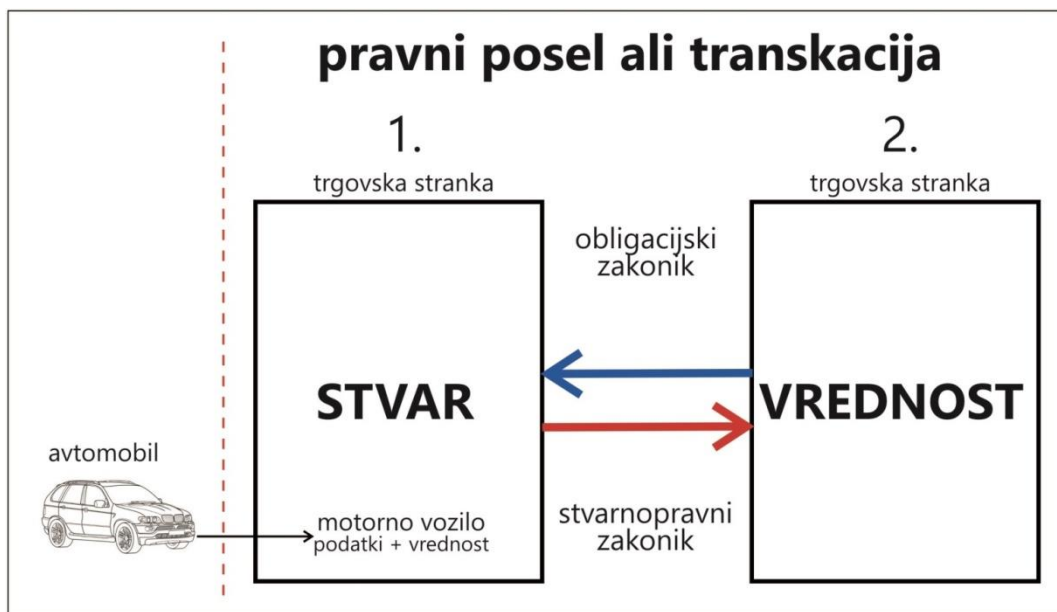 pravni posel ali transkacija
1.
trgovska stranka
2.
trgovska stranka
obligacijski
zakonik
STVAR
VREDNOST
avtomobil
motorno vozilo
podatki + vrednost
stvarnopravni
zakonik